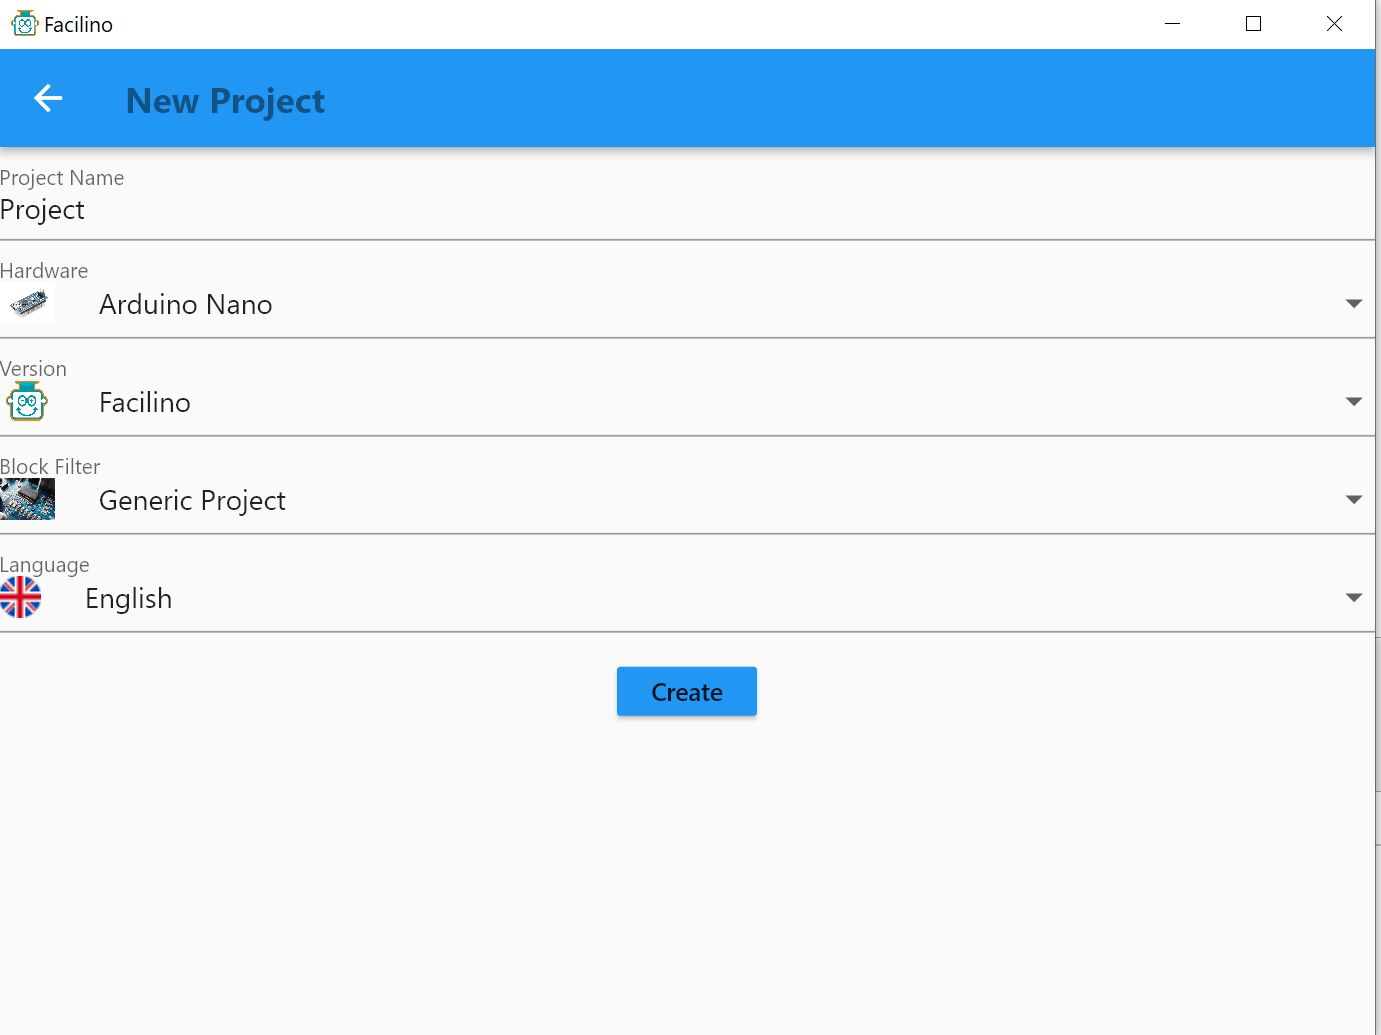 Facilino
New Project
Project Name
Project
Hardware
Arduino Nano
Version
Facilino
Block Filter
Generic Project
Language
English
Create